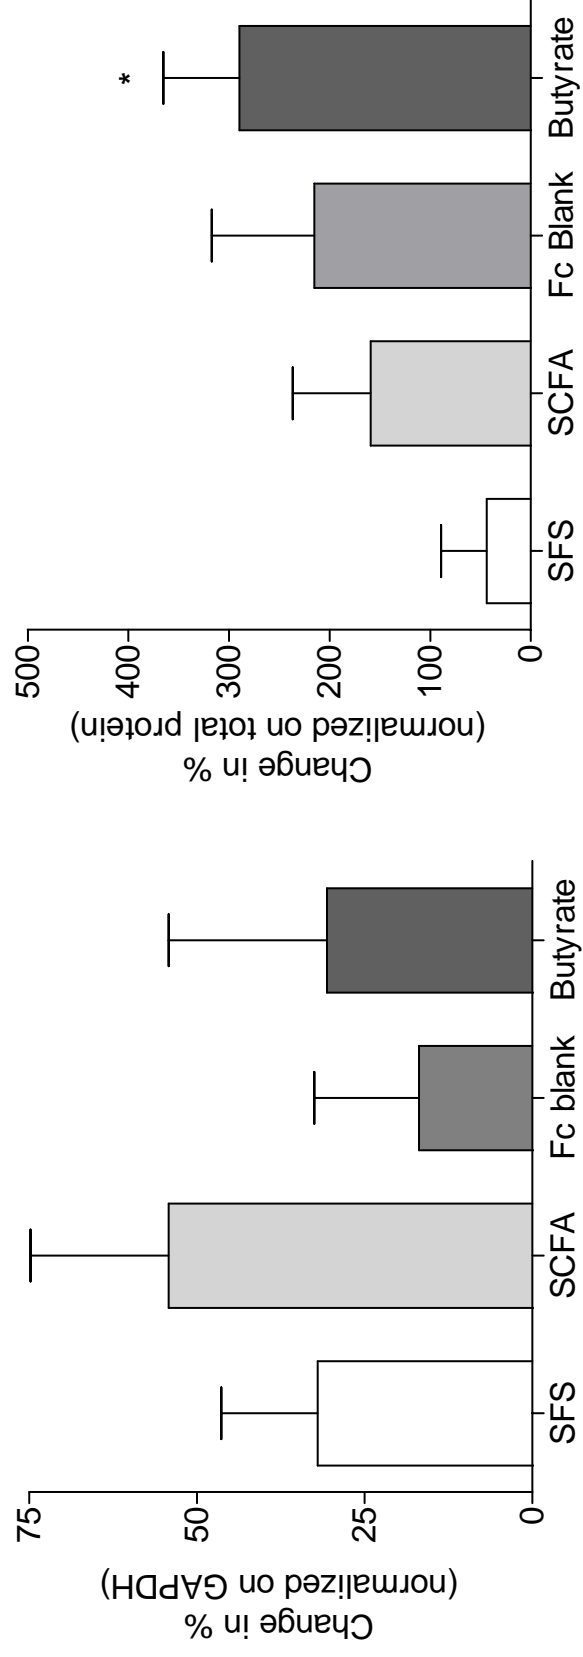 Change in %
(normalized on GAPDH)
75
50
25
0
SFS
SCFA
Fc blank
Butyrate
Change in %
(normalized on total protein)
500
400
300
200
100
0
*
SFS
SCFA
Fc Blank
Butyrate